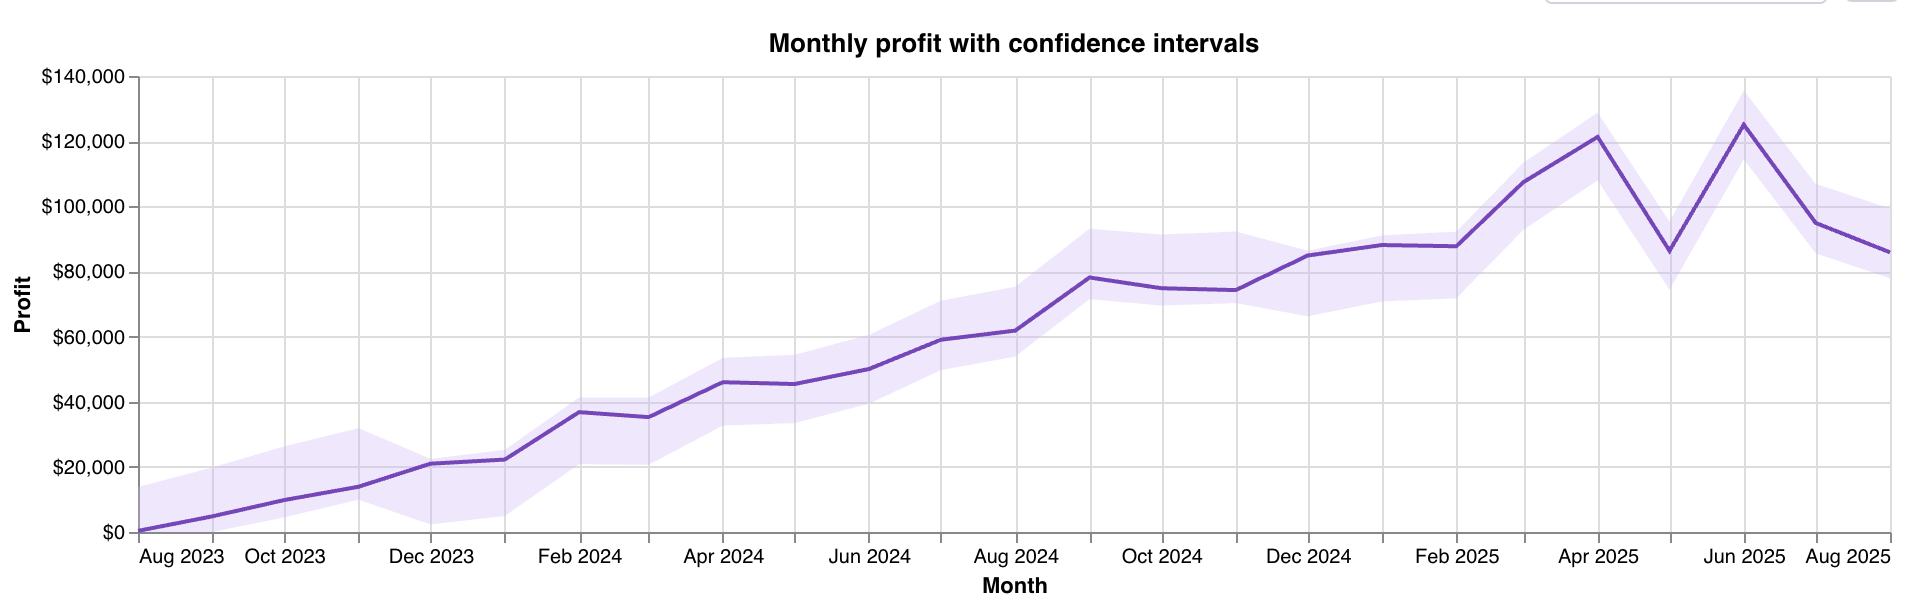 Monthly profit with confidence intervals
$140,000
$120,000
$100,000
$80,000
$60,000
$40,000
$20,000
$0
Profit
Aug 2023 Oct 2023 Dec 2023 Feb 2024 Apr 2024 Jun 2024 Aug 2024 Oct 2024 Dec 2024 Feb 2025 Apr 2025 Jun 2025 Aug 2025
Month